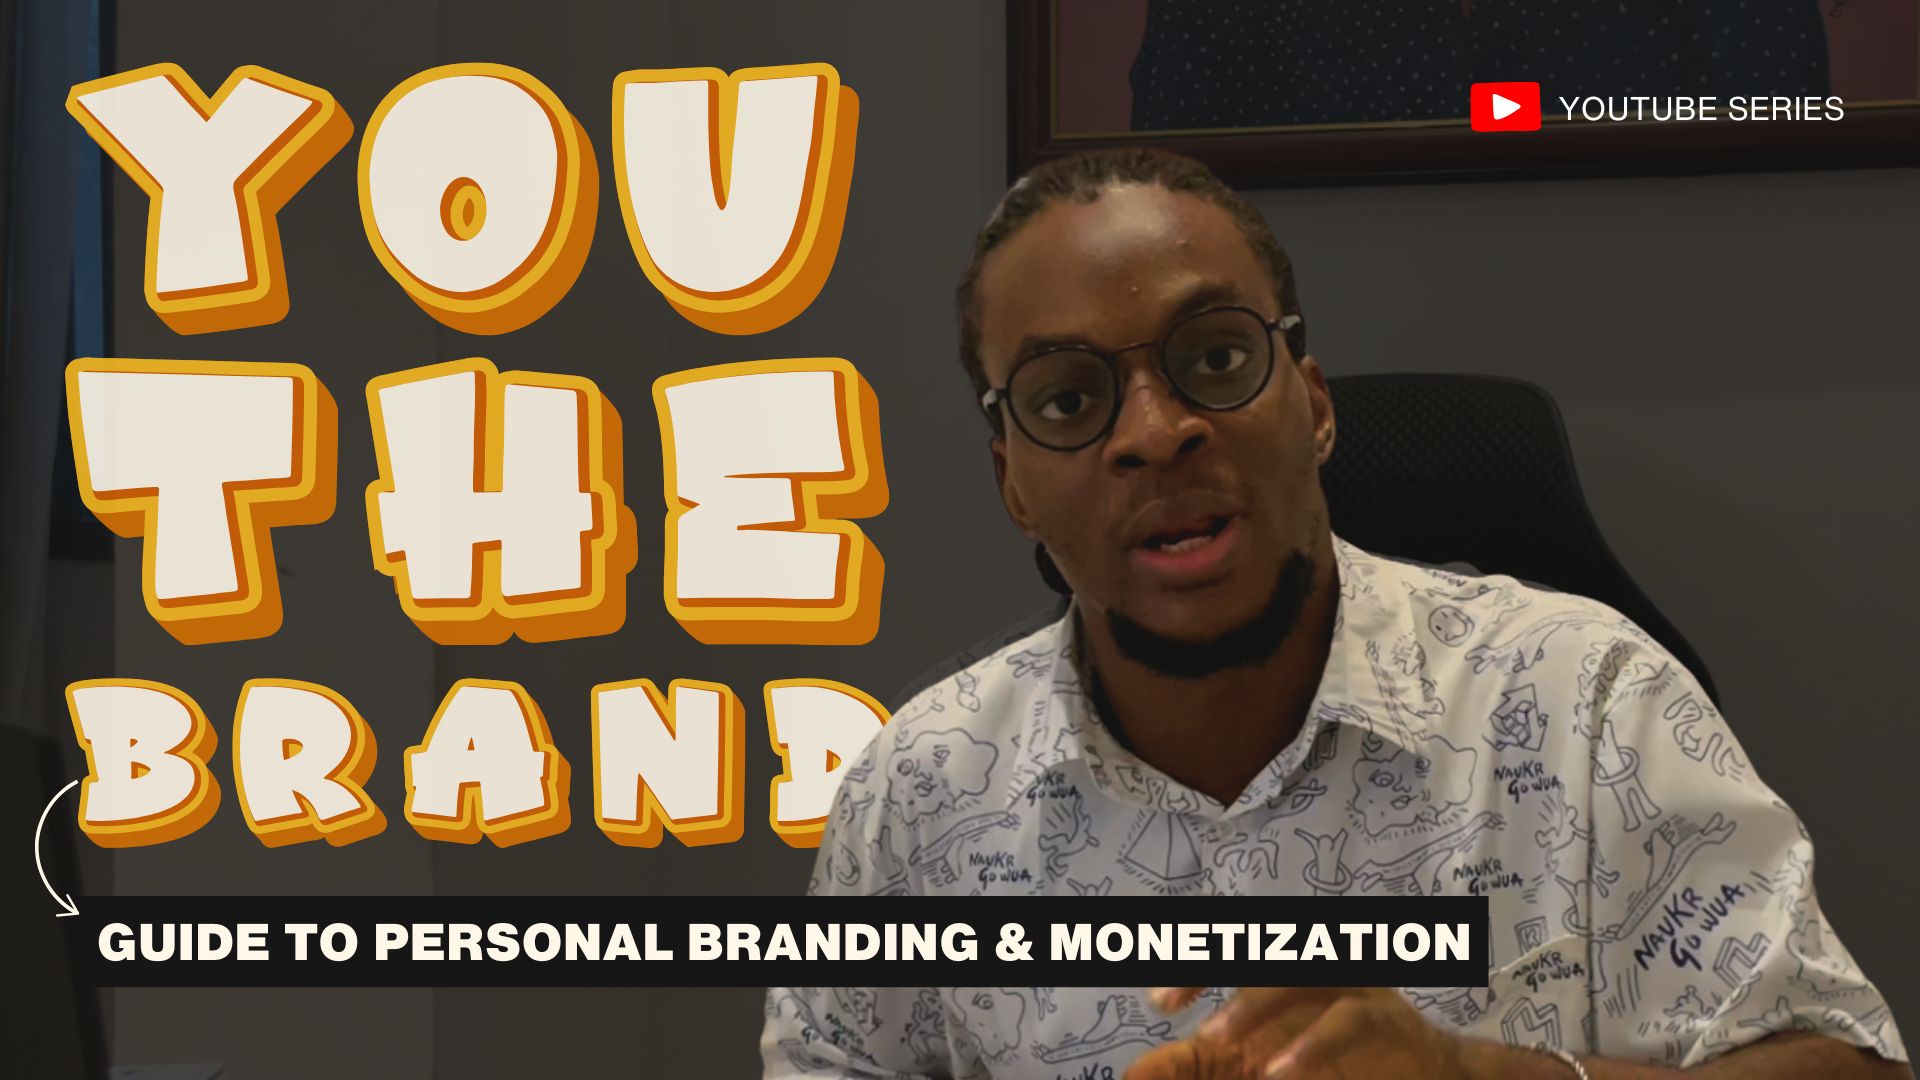 YOU
THE
BRAND
YOUTUBE SERIES
GUIDE TO PERSONAL BRANDING & MONETIZATION